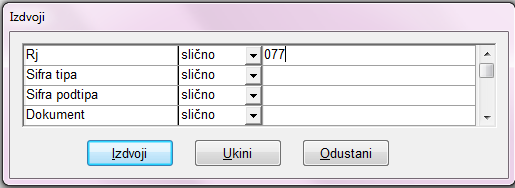 Izdvoji
Rj slično 077
Sifra tipa slično
Sifra podtipa slično
Dokument slično
Izdvoji Ukini Odustani